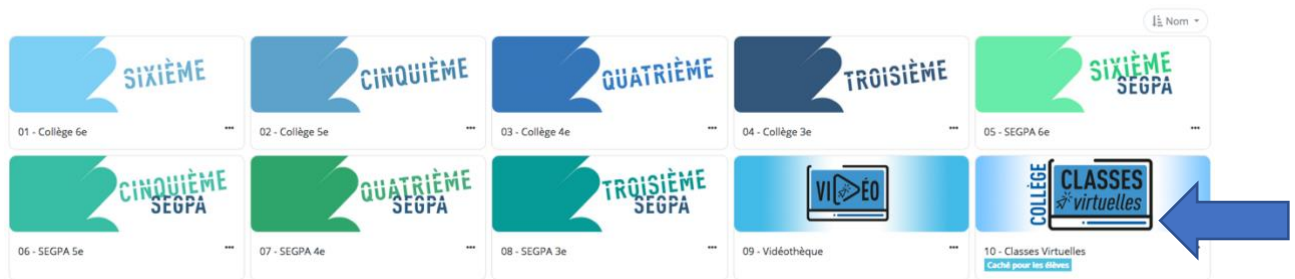 Nom
SIXIÈME
CINQUIÈME
QUATRIÈME
TROISIÈME
SIXIÈME
SEGPA
01 - Collège 6e
02 - Collège 5e
03 - Collège 4e
04 - Collège 3e
05 - SEGPA 6e
CINQUIÈME
SEGPA
QUATRIÈME
SEGPA
TROISIÈME
SEGPA
VIDÉO
COLLÈGE
CLASSES
virtuelles
06 - SEGPA 5e
07 - SEGPA 4e
08 - SEGPA 3e
09 - Vidéothèque
10 - Classes Virtuelles
Caché pour les élèves